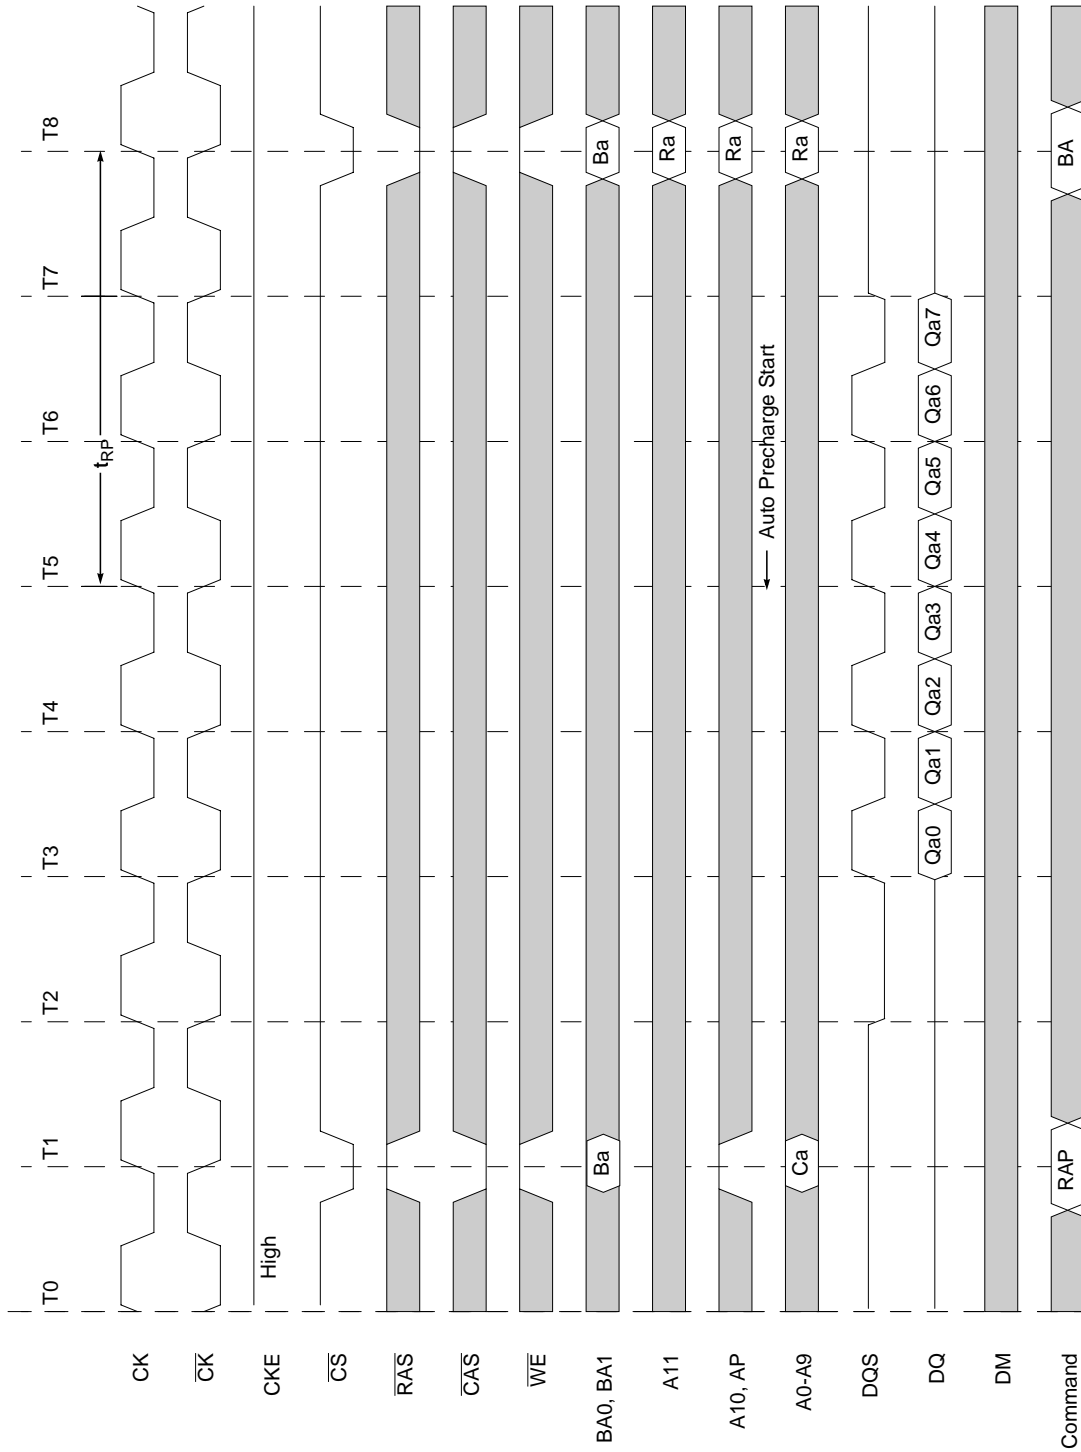 T0 T1 T2 T3 T4 T5 T6 T7 T8
tRP
CK
CK
CKE High
CS
RAS
CAS
WE
BA0, BA1 Ba Ba
A11 Ra
A10, AP Ra
Auto Precharge Start
A0-A9 Ca Ra
DQS
DQ Qa0 Qa1 Qa2 Qa3 Qa4 Qa5 Qa6 Qa7
DM
Command RAP BA